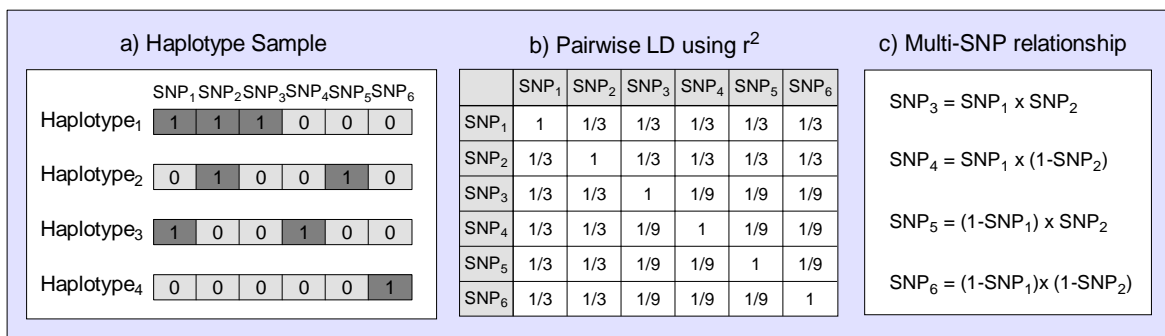 a) Haplotype Sample
SNP₁ SNP₂ SNP₃ SNP₄ SNP₅ SNP₆
Haplotype₁ 1 1 1 0 0 0
Haplotype₂ 0 1 0 0 1 0
Haplotype₃ 1 0 0 1 0 0
Haplotype₄ 0 0 0 0 0 1
b) Pairwise LD using r²
SNP₁ SNP₂ SNP₃ SNP₄ SNP₅ SNP₆
SNP₁ 1 1/3 1/3 1/3 1/3 1/3
SNP₂ 1/3 1 1/3 1/3 1/3 1/3
SNP₃ 1/3 1/3 1 1/9 1/9 1/9
SNP₄ 1/3 1/3 1/9 1 1/9 1/9
SNP₅ 1/3 1/3 1/9 1/9 1 1/9
SNP₆ 1/3 1/3 1/9 1/9 1/9 1
c) Multi-SNP relationship
SNP₃ = SNP₁ x SNP₂
SNP₄ = SNP₁ x (1-SNP₂)
SNP₅ = (1-SNP₁) x SNP₂
SNP₆ = (1-SNP₁)x (1-SNP₂)